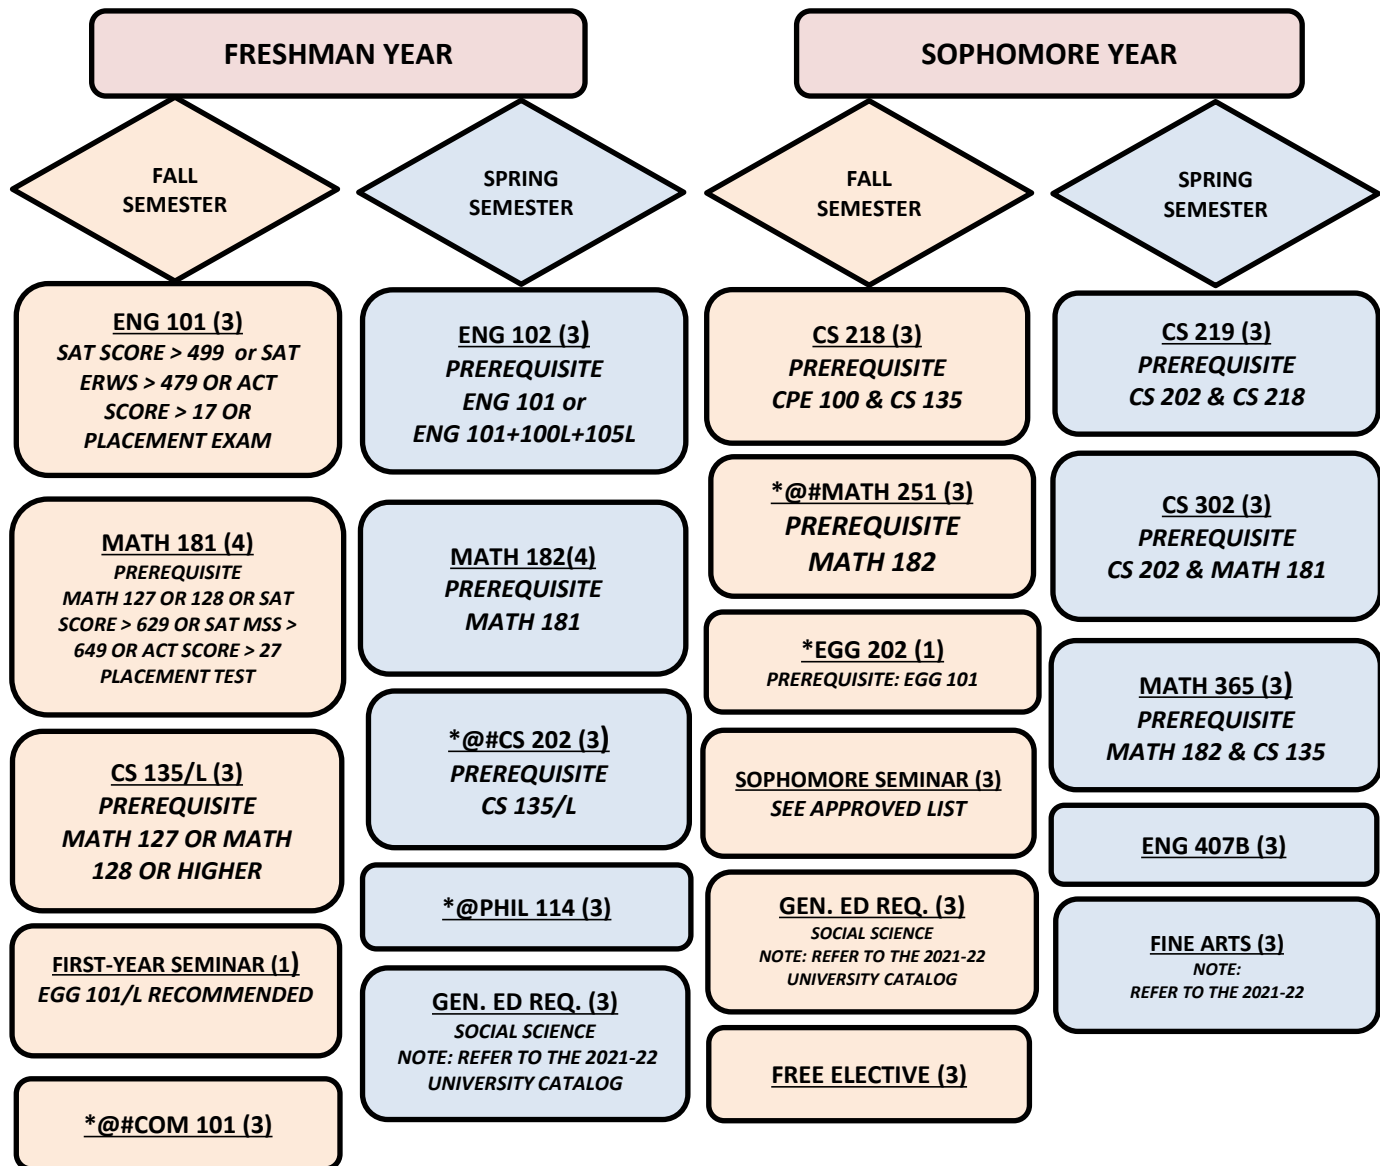 FRESHMAN YEAR
SOPHOMORE YEAR
FALL
SEMESTER
SPRING
SEMESTER
FALL
SEMESTER
SPRING
SEMESTER
ENG 101 (3)
SAT SCORE > 499 or SAT
ERWS > 479 OR ACT
SCORE > 17 OR
PLACEMENT EXAM
MATH 181 (4)
PREREQUISITE
MATH 127 OR 128 OR SAT
SCORE > 629 OR SAT MSS >
649 OR ACT SCORE > 27
PLACEMENT TEST
CS 135/L (3)
PREREQUISITE
MATH 127 OR MATH
128 OR HIGHER
FIRST-YEAR SEMINAR (1)
EGG 101/L RECOMMENDED
*@#COM 101 (3)
ENG 102 (3)
PREREQUISITE
ENG 101 or
ENG 101+100L+105L
MATH 182(4)
PREREQUISITE
MATH 181
*@#CS 202 (3)
PREREQUISITE
CS 135/L
*@PHIL 114 (3)
GEN. ED REQ. (3)
SOCIAL SCIENCE
NOTE: REFER TO THE 2021-22
UNIVERSITY CATALOG
CS 218 (3)
PREREQUISITE
CPE 100 & CS 135
*@#MATH 251 (3)
PREREQUISITE
MATH 182
*EGG 202 (1)
PREREQUISITE: EGG 101
SOPHOMORE SEMINAR (3)
SEE APPROVED LIST
GEN. ED REQ. (3)
SOCIAL SCIENCE
NOTE: REFER TO THE 2021-22
UNIVERSITY CATALOG
FREE ELECTIVE (3)
CS 219 (3)
PREREQUISITE
CS 202 & CS 218
CS 302 (3)
PREREQUISITE
CS 202 & MATH 181
MATH 365 (3)
PREREQUISITE
MATH 182 & CS 135
ENG 407B (3)
FINE ARTS (3)
NOTE:
REFER TO THE 2021-22